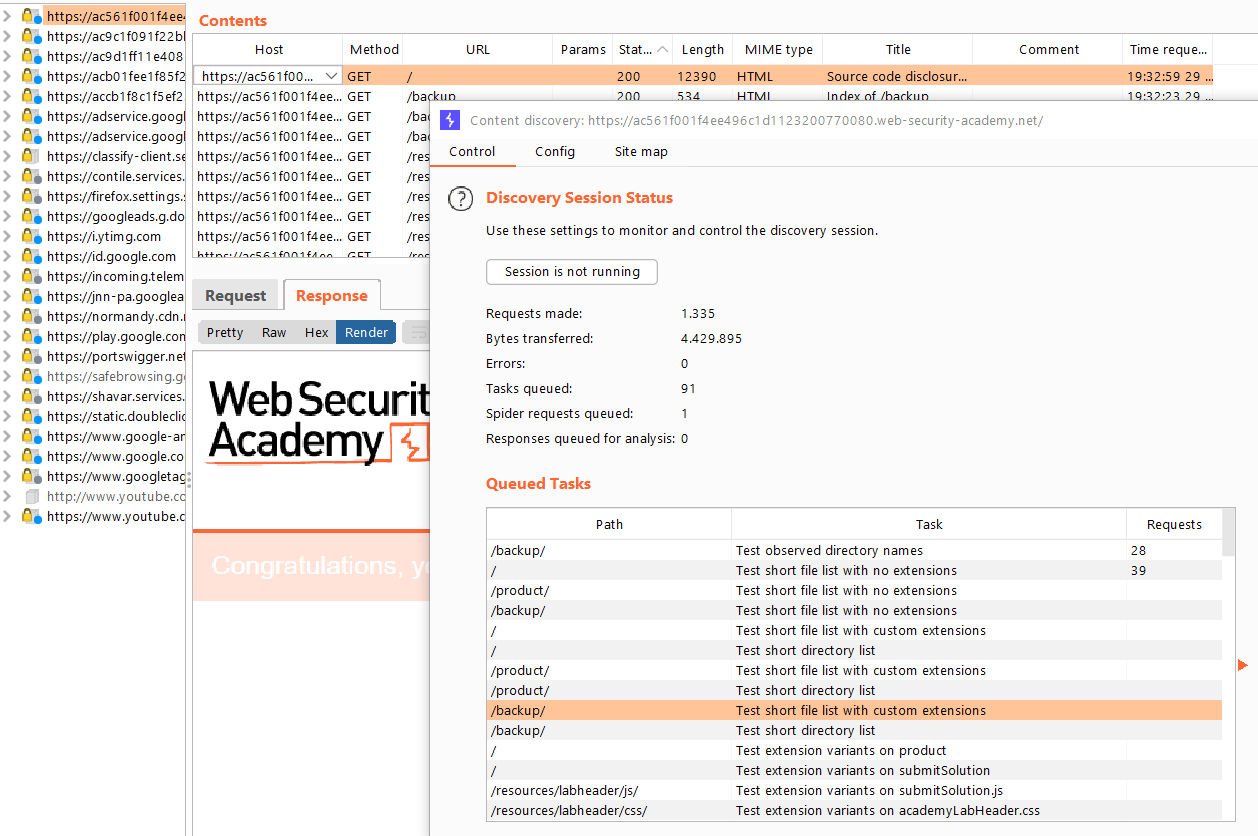 https://ac561f001f4ee4
https://ac9c1f091f22bl
https://ac9d1ff11e408
https://acb01fee1f85f2
https://accb1f8c1f5ef2
https://adservice.googl
https://adservice.googl
https://classify-client.se
https://contile.services.
https://firefox.settings.s
https://googleads.g.do
https://i.ytimg.com
https://id.google.com
https://incoming.telem
https://jnn-pa.googlea
https://normandy.cdn.r
https://play.google.com
https://portswigger.net
https://safebrowsing.go
https://shavar.services.
https://static.doubleclic
https://www.google-an
https://www.google.co
https://www.googletag
http://www.youtube.co
https://www.youtube.c
Contents
Host Method URL Params Stat... Length MIME type Title Comment Time reque...
https://ac561f00... GET / 200 12390 HTML Source code disclosur... 19:32:59 29 ...
https://ac561f001f4ee... GET /backup 200 534 HTML Index of /backup 19:32:23 29 ...
https://ac561f001f4ee... GET /bac
https://ac561f001f4ee... GET /bac
https://ac561f001f4ee... GET /res
https://ac561f001f4ee... GET /res
https://ac561f001f4ee... GET /res
https://ac561f001f4ee... GET /res
https://ac561f001f4ee... GET /res
https://ac561f001f4ee... GET /res
Request Response
Pretty Raw Hex Render
Web Securit
Academy
Congratulations, yo
Content discovery: https://ac561f001f4ee496c1d1123200770080.web-security-academy.net/
Control Config Site map
? Discovery Session Status
Use these settings to monitor and control the discovery session.
Session is not running
Requests made: 1.335
Bytes transferred: 4.429.895
Errors: 0
Tasks queued: 91
Spider requests queued: 1
Responses queued for analysis: 0
Queued Tasks
Path Task Requests
/backup/ Test observed directory names 28
/ Test short file list with no extensions 39
/product/ Test short file list with no extensions
/backup/ Test short file list with no extensions
/ Test short file list with custom extensions
/ Test short directory list
/product/ Test short file list with custom extensions
/product/ Test short directory list
/backup/ Test short file list with custom extensions
/backup/ Test short directory list
/ Test extension variants on product
/ Test extension variants on submitSolution
/resources/labheader/js/ Test extension variants on submitSolution.js
/resources/labheader/css/ Test extension variants on academyLabHeader.css